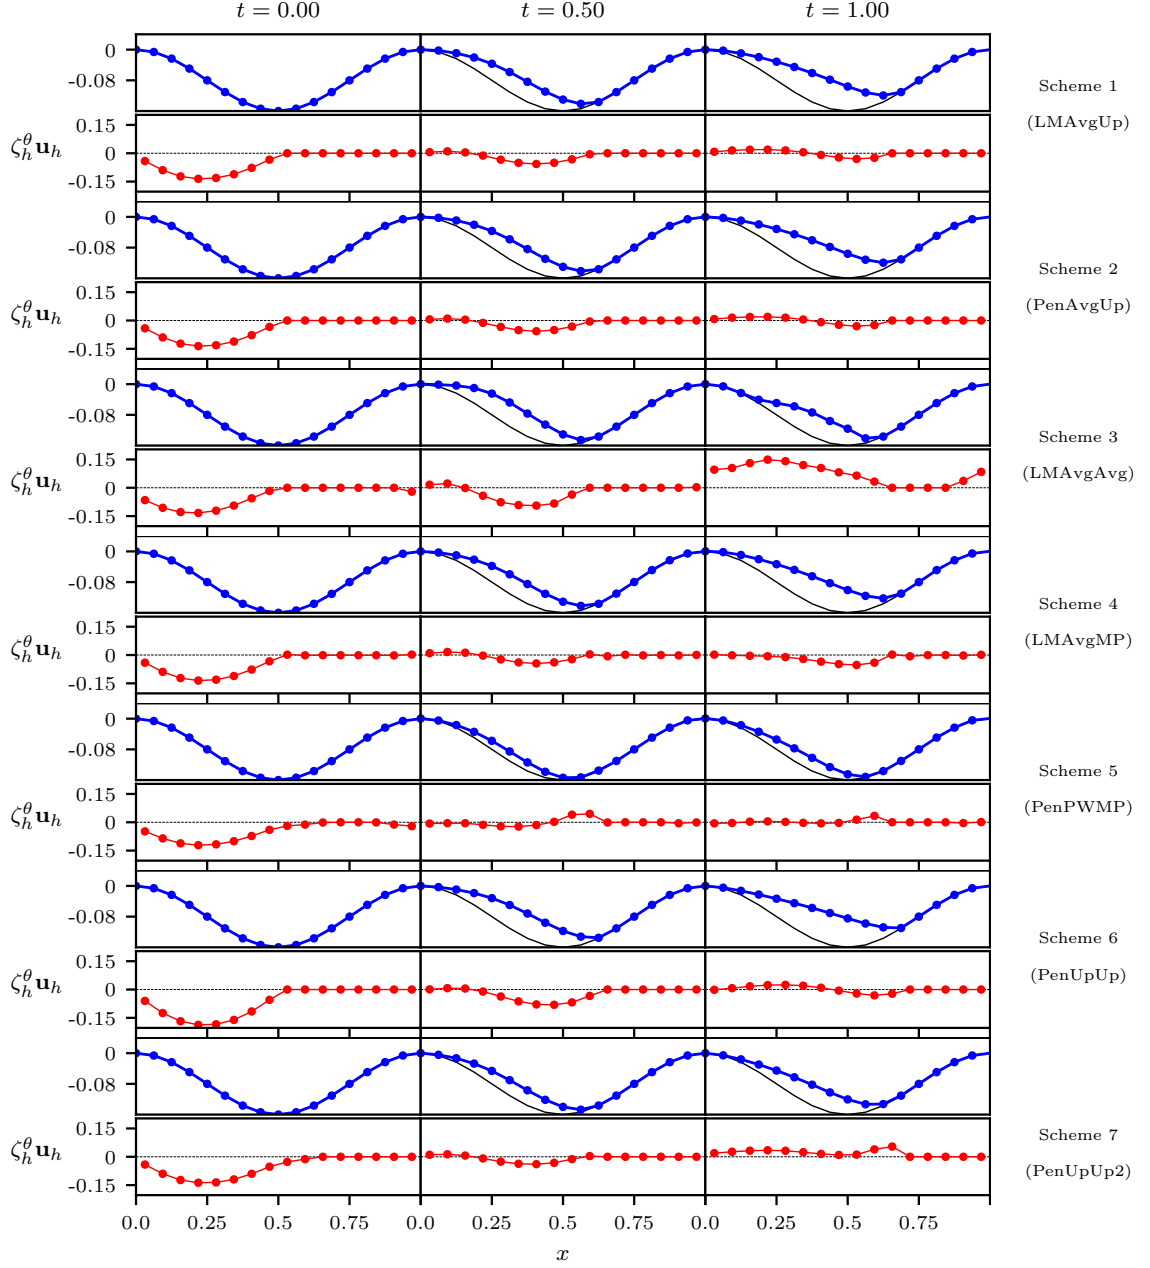 t = 0.00 t = 0.50 t = 1.00
0
-0.08
0.15
0
-0.15
ζ_h^θ u_h
Scheme 1
(LMAvgUp)
0
-0.08
0.15
0
-0.15
ζ_h^θ u_h
Scheme 2
(PenAvgUp)
0
-0.08
0.15
0
-0.15
ζ_h^θ u_h
Scheme 3
(LMAvgAvg)
0
-0.08
0.15
0
-0.15
ζ_h^θ u_h
Scheme 4
(LMAvgMP)
0
-0.08
0.15
0
-0.15
ζ_h^θ u_h
Scheme 5
(PenPWMP)
0
-0.08
0.15
0
-0.15
ζ_h^θ u_h
Scheme 6
(PenUpUp)
0
-0.08
0.15
0
-0.15
ζ_h^θ u_h
Scheme 7
(PenUpUp2)
0.0 0.25 0.5 0.75 0.0 0.25 0.5 0.75 0.0 0.25 0.5 0.75
x